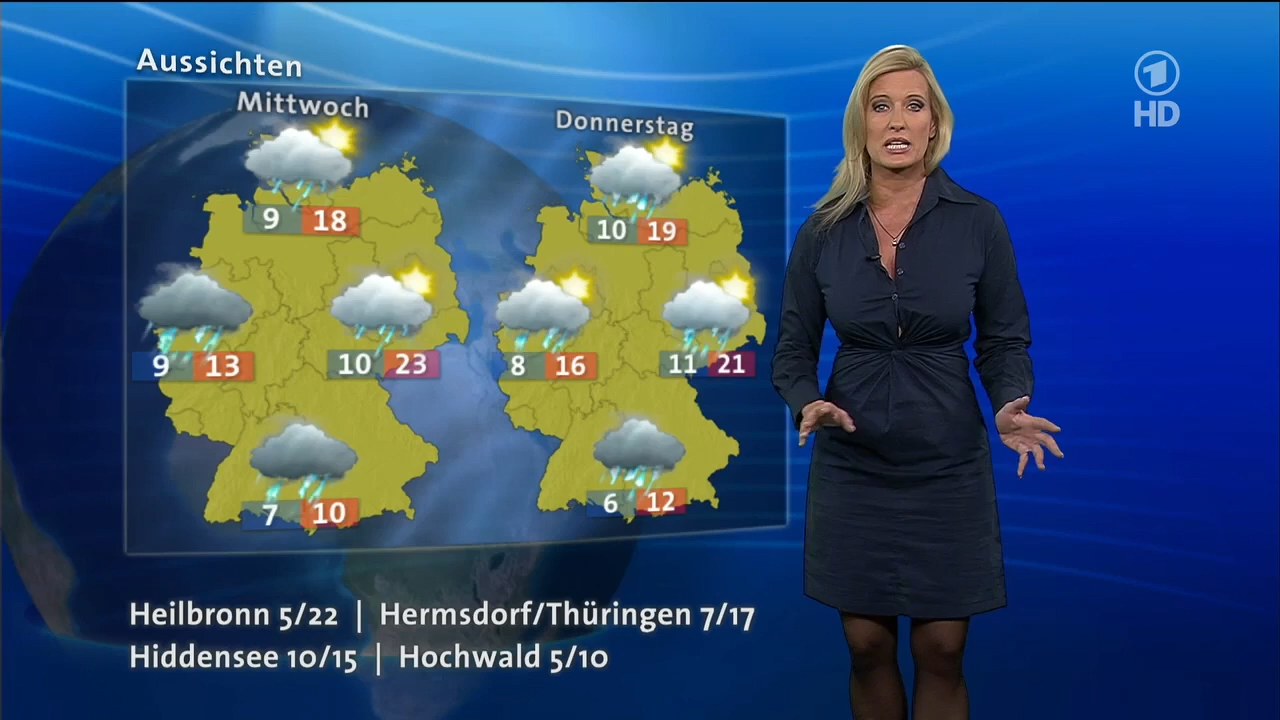 Aussichten
Mittwoch
Donnerstag
1
HD
9 18
10 19
9 13
10 23
8 16
11 21
7 10
6 12
Heilbronn 5/22 | Hermsdorf/Thüringen 7/17
Hiddensee 10/15 | Hochwald 5/10